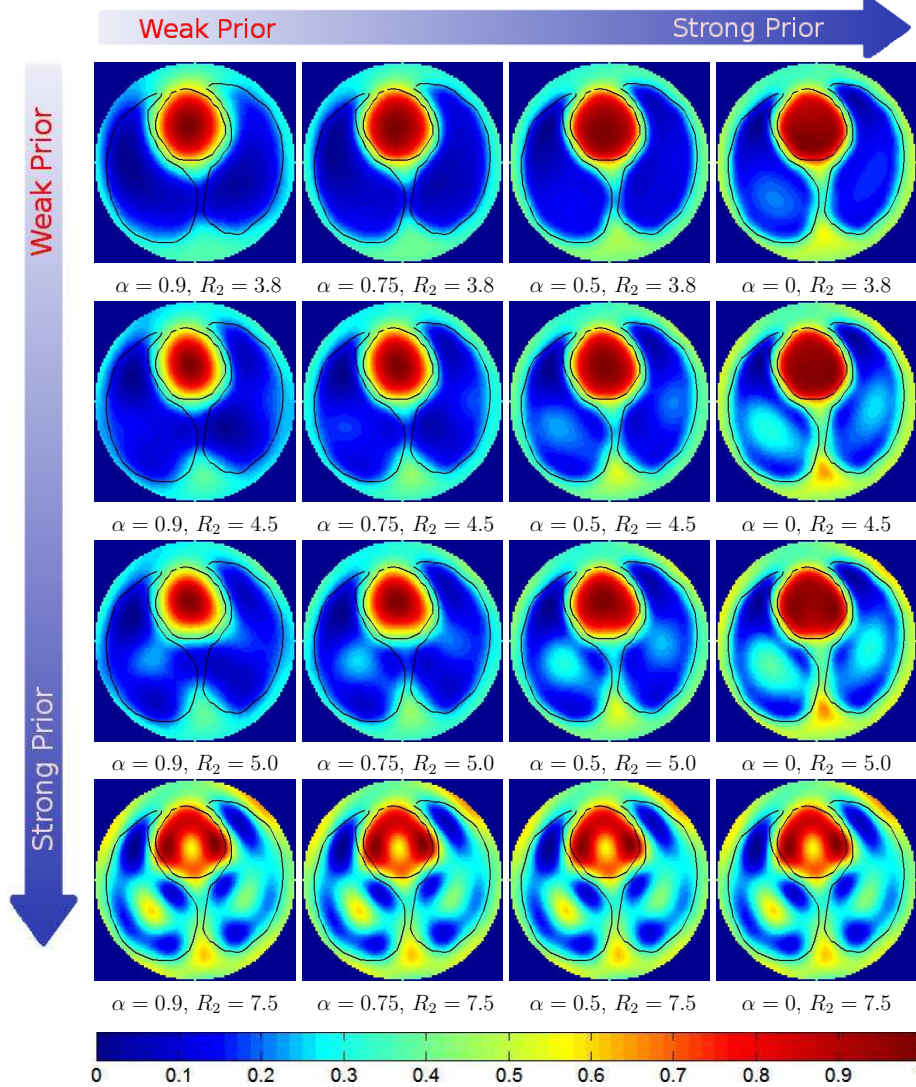 Weak Prior Strong Prior
Weak Prior
Strong Prior
α = 0.9, R₂ = 3.8 α = 0.75, R₂ = 3.8 α = 0.5, R₂ = 3.8 α = 0, R₂ = 3.8
α = 0.9, R₂ = 4.5 α = 0.75, R₂ = 4.5 α = 0.5, R₂ = 4.5 α = 0, R₂ = 4.5
α = 0.9, R₂ = 5.0 α = 0.75, R₂ = 5.0 α = 0.5, R₂ = 5.0 α = 0, R₂ = 5.0
α = 0.9, R₂ = 7.5 α = 0.75, R₂ = 7.5 α = 0.5, R₂ = 7.5 α = 0, R₂ = 7.5
0 0.1 0.2 0.3 0.4 0.5 0.6 0.7 0.8 0.9